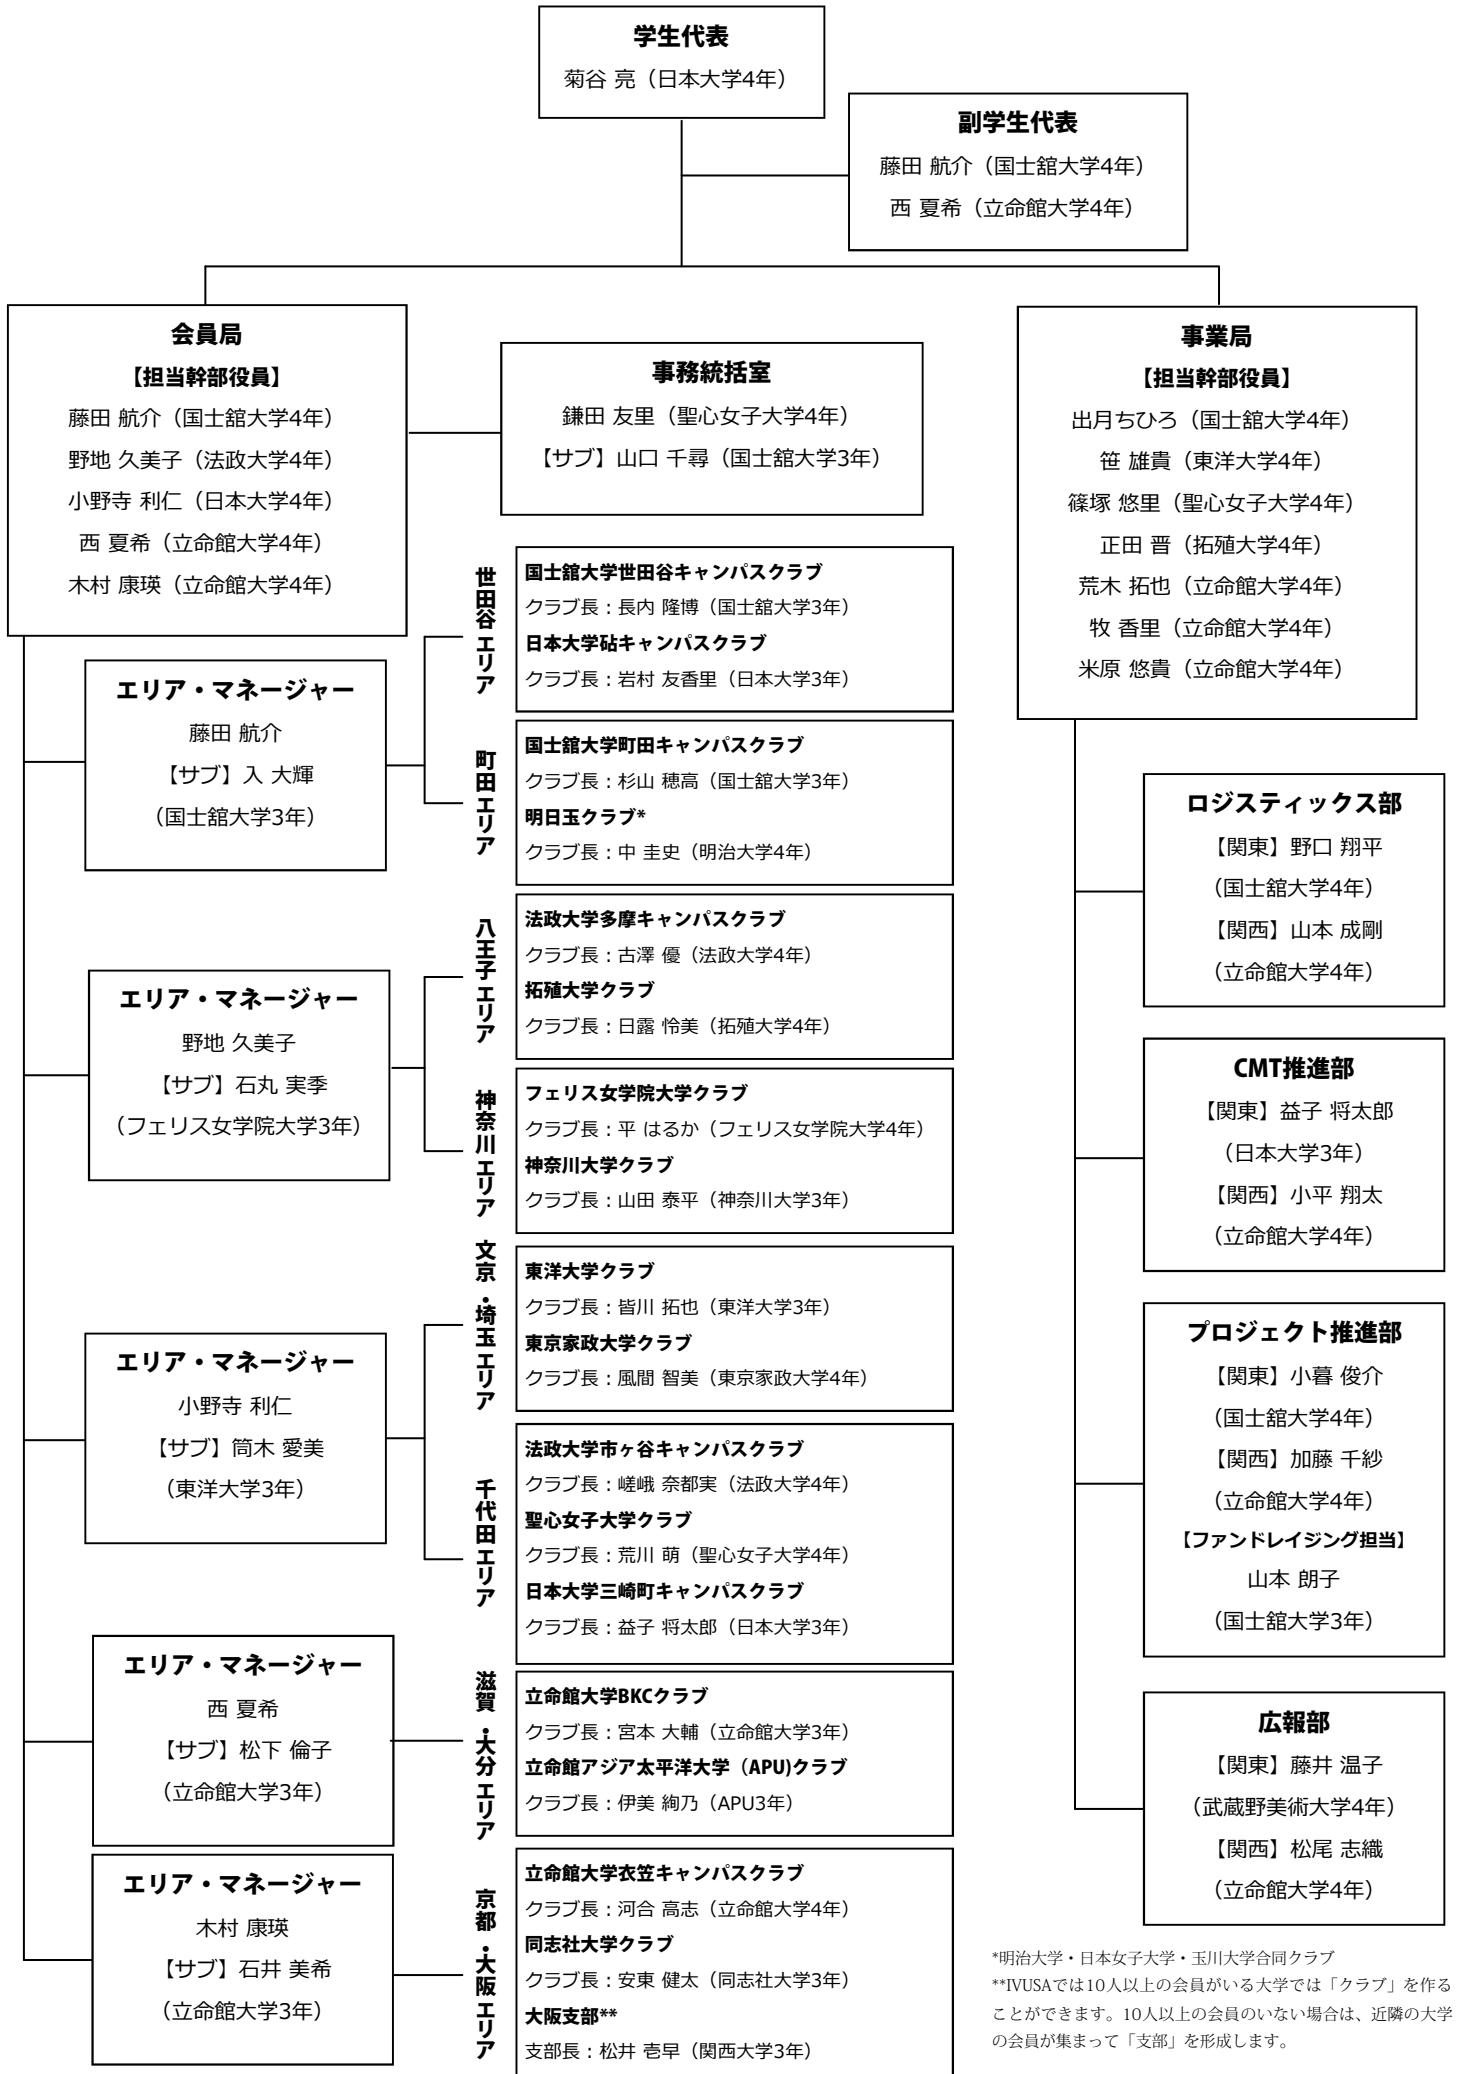 学生代表
菊谷 亮（日本大学4年）
副学生代表
藤田 航介（国士舘大学4年）
西 夏希（立命館大学4年）
会員局
【担当幹部役員】
藤田 航介（国士舘大学4年）
野地 久美子（法政大学4年）
小野寺 利仁（日本大学4年）
西 夏希（立命館大学4年）
木村 康瑛（立命館大学4年）
事務統括室
鎌田 友里（聖心女子大学4年）
【サブ】山口 千尋（国士舘大学3年）
事業局
【担当幹部役員】
出月ちひろ（国士舘大学4年）
笹 雄貴（東洋大学4年）
篠塚 悠里（聖心女子大学4年）
正田 晋（拓殖大学4年）
荒木 拓也（立命館大学4年）
牧 香里（立命館大学4年）
米原 悠貴（立命館大学4年）
エリア・マネージャー
藤田 航介
【サブ】入 大輝
（国士舘大学3年）
世田谷エリア
国士舘大学世田谷キャンパスクラブ
クラブ長：長内 隆博（国士舘大学3年）
日本大学砧キャンパスクラブ
クラブ長：岩村 友香里（日本大学3年）
町田エリア
国士舘大学町田キャンパスクラブ
クラブ長：杉山 穂高（国士舘大学3年）
明日玉クラブ*
クラブ長：中 圭史（明治大学4年）
エリア・マネージャー
野地 久美子
【サブ】石丸 実季
（フェリス女学院大学3年）
八王子エリア
法政大学多摩キャンパスクラブ
クラブ長：古澤 優（法政大学4年）
拓殖大学クラブ
クラブ長：日露 怜美（拓殖大学4年）
神奈川エリア
フェリス女学院大学クラブ
クラブ長：平 はるか（フェリス女学院大学4年）
神奈川大学クラブ
クラブ長：山田 泰平（神奈川大学3年）
エリア・マネージャー
小野寺 利仁
【サブ】筒木 愛美
（東洋大学3年）
文京・埼玉エリア
東洋大学クラブ
クラブ長：皆川 拓也（東洋大学3年）
東京家政大学クラブ
クラブ長：風間 智美（東京家政大学4年）
千代田エリア
法政大学市ヶ谷キャンパスクラブ
クラブ長：嵯峨 奈都実（法政大学4年）
聖心女子大学クラブ
クラブ長：荒川 萌（聖心女子大学4年）
日本大学三崎町キャンパスクラブ
クラブ長：益子 将太郎（日本大学3年）
エリア・マネージャー
西 夏希
【サブ】松下 倫子
（立命館大学3年）
滋賀・大分エリア
立命館大学BKCクラブ
クラブ長：宮本 大輔（立命館大学3年）
立命館アジア太平洋大学（APU)クラブ
クラブ長：伊美 絢乃（APU3年）
エリア・マネージャー
木村 康瑛
【サブ】石井 美希
（立命館大学3年）
京都・大阪エリア
立命館大学衣笠キャンパスクラブ
クラブ長：河合 高志（立命館大学4年）
同志社大学クラブ
クラブ長：安東 健太（同志社大学3年）
大阪支部**
支部長：松井 壱早（関西大学3年）
ロジスティックス部
【関東】野口 翔平
（国士舘大学4年）
【関西】山本 成剛
（立命館大学4年）
CMT推進部
【関東】益子 将太郎
（日本大学3年）
【関西】小平 翔太
（立命館大学4年）
プロジェクト推進部
【関東】小暮 俊介
（国士舘大学4年）
【関西】加藤 千紗
（立命館大学4年）
【ファンドレイジング担当】
山本 朗子
（国士舘大学3年）
広報部
【関東】藤井 温子
（武蔵野美術大学4年）
【関西】松尾 志織
（立命館大学4年）
*明治大学・日本女子大学・玉川大学合同クラブ
**IVUSAでは10人以上の会員がいる大学では「クラブ」を作る
ことができます。10人以上の会員のいない場合は、近隣の大学
の会員が集まって「支部」を形成します。